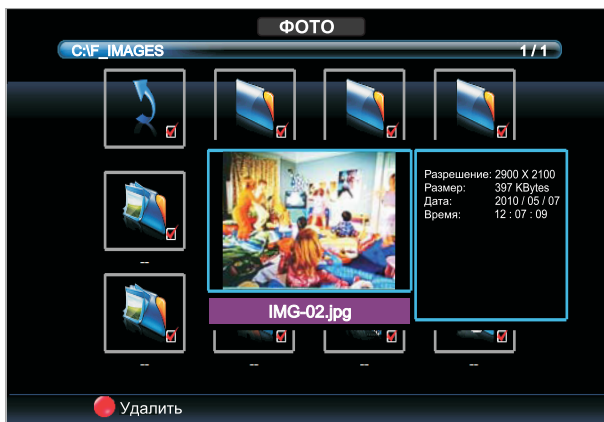 ФОТО
C:\F_IMAGES 1 / 1
Разрешение: 2900 X 2100
Размер: 397 KBytes
Дата: 2010 / 05 / 07
Время: 12 : 07 : 09
--
IMG-02.jpg
-- -- -- --
Удалить